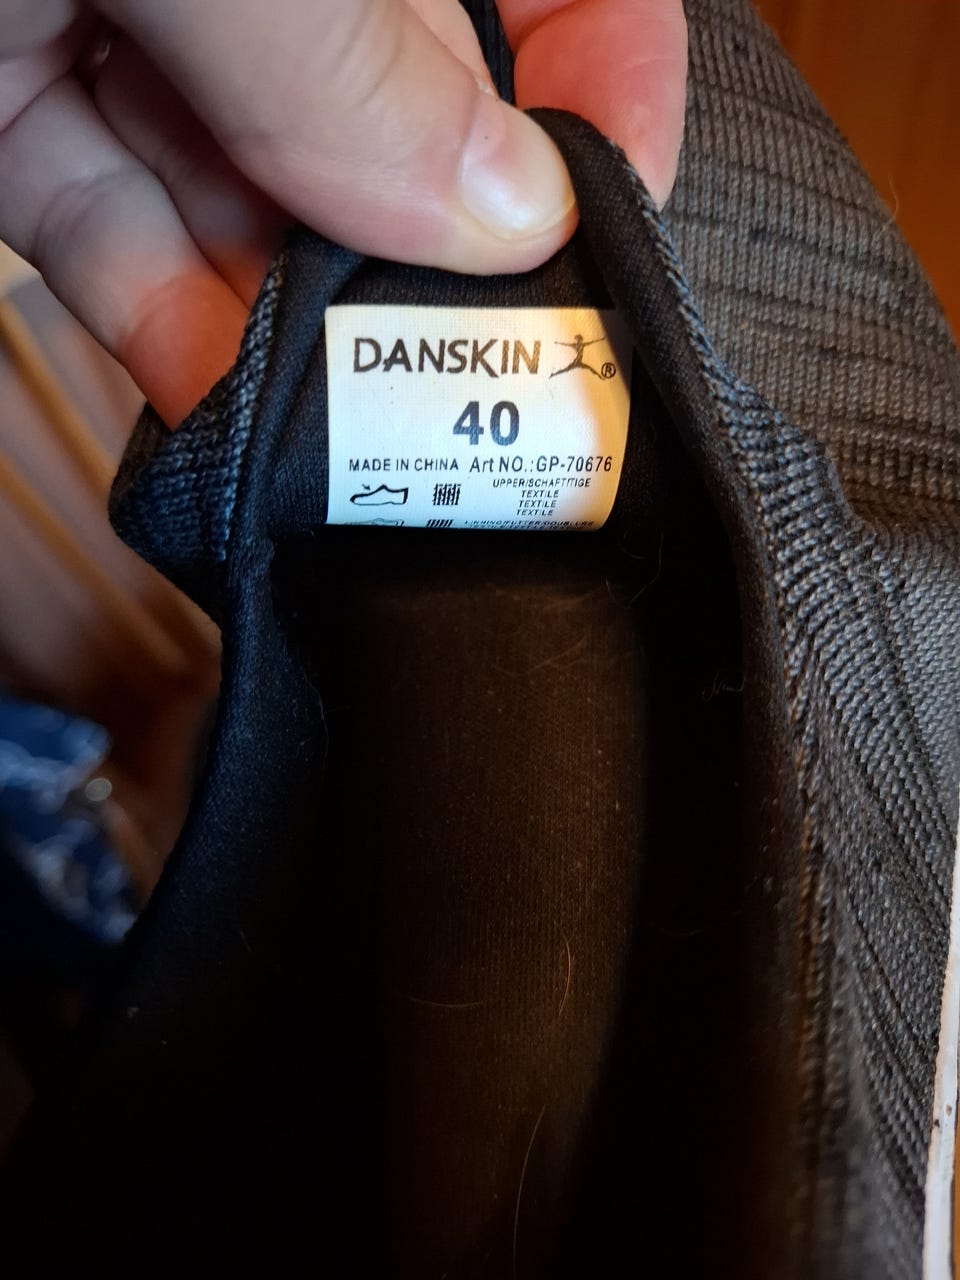 DANSKIN ®
40
MADE IN CHINA Art NO.:GP-70676
UPPER/SCHAFT/TIGE
TEXTILE
TEXTILE
TEXTILE